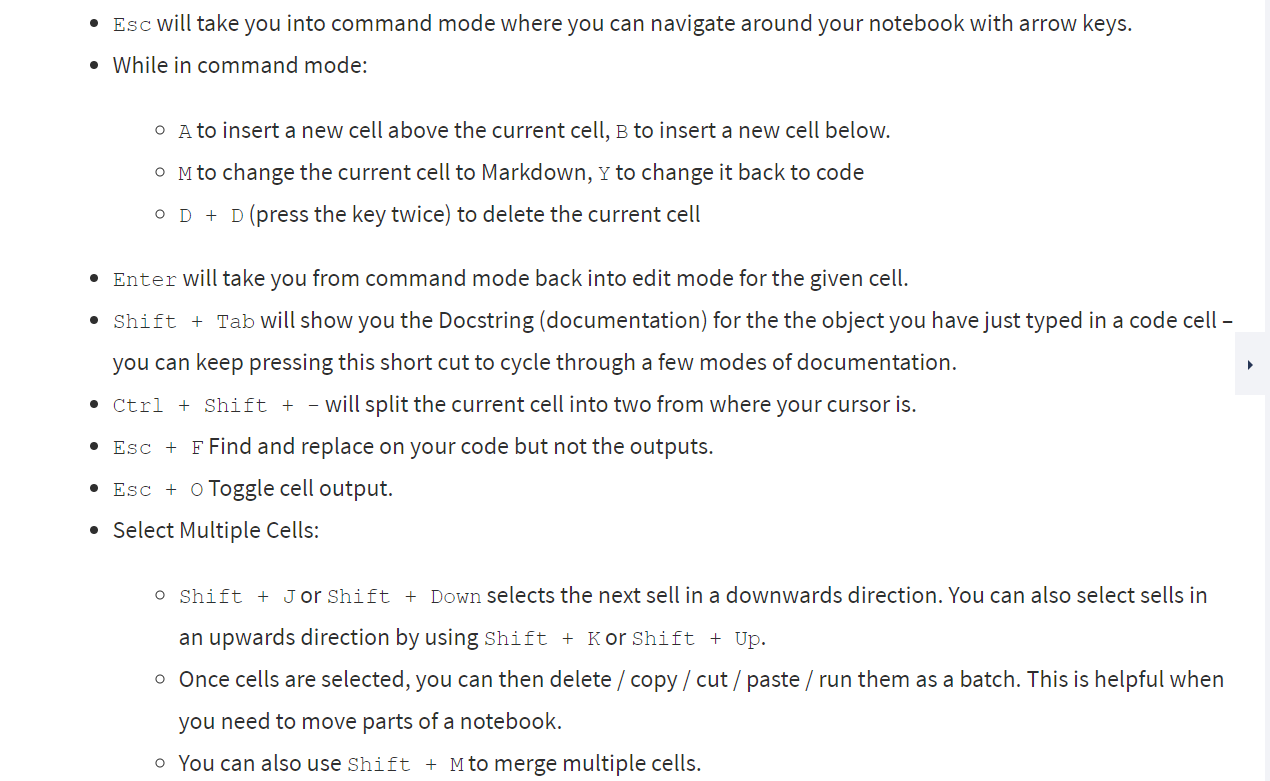 Esc will take you into command mode where you can navigate around your notebook with arrow keys.
While in command mode:
A to insert a new cell above the current cell, B to insert a new cell below.
M to change the current cell to Markdown, Y to change it back to code
D + D (press the key twice) to delete the current cell
Enter will take you from command mode back into edit mode for the given cell.
Shift + Tab will show you the Docstring (documentation) for the the object you have just typed in a code cell –
you can keep pressing this short cut to cycle through a few modes of documentation.
Ctrl + Shift + - will split the current cell into two from where your cursor is.
Esc + F Find and replace on your code but not the outputs.
Esc + O Toggle cell output.
Select Multiple Cells:
Shift + J or Shift + Down selects the next sell in a downwards direction. You can also select sells in
an upwards direction by using Shift + K or Shift + Up.
Once cells are selected, you can then delete / copy / cut / paste / run them as a batch. This is helpful when
you need to move parts of a notebook.
You can also use Shift + M to merge multiple cells.